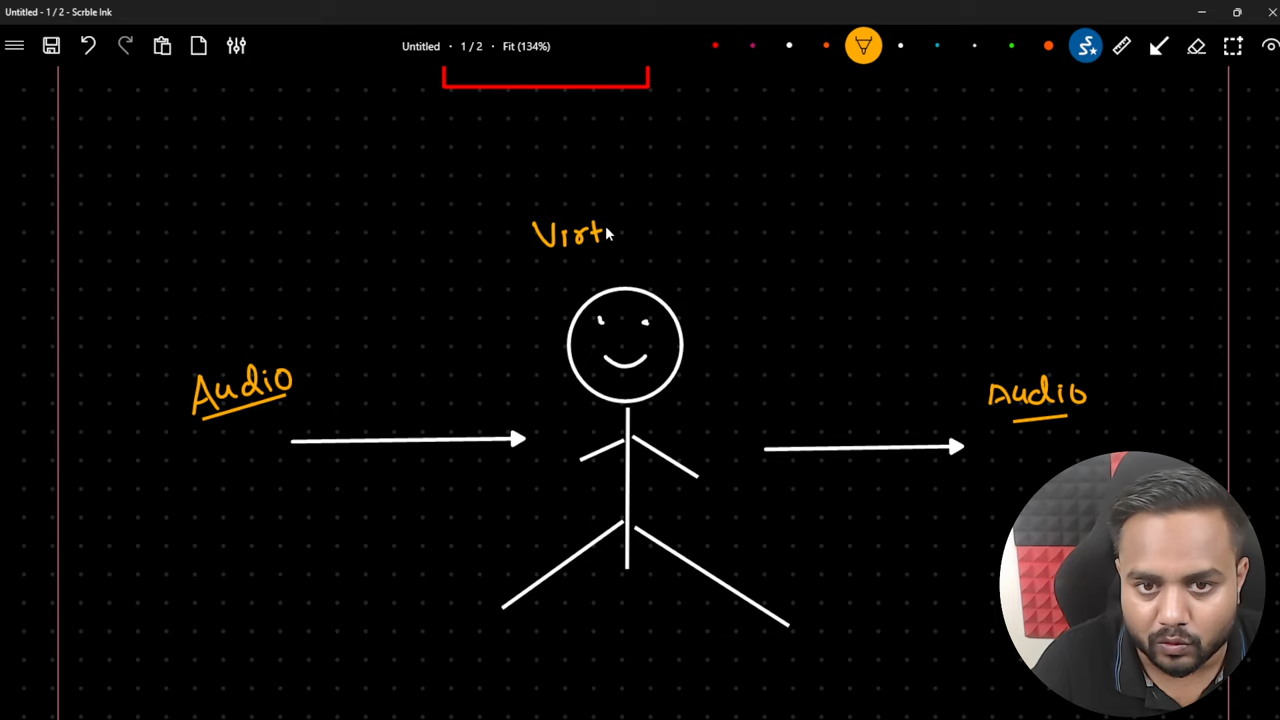 Untitled - 1 / 2 - Scrble Ink
Untitled · 1 / 2 · Fit (134%)
Virt
Audio
Audio